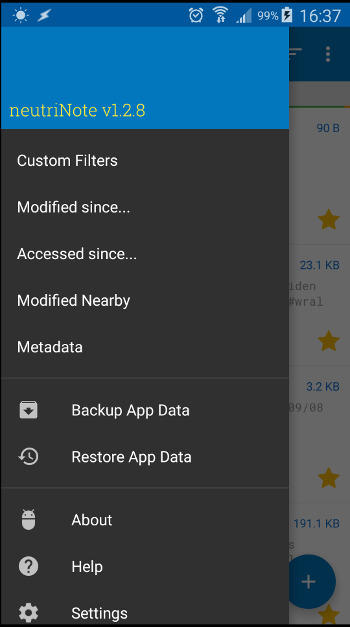 99% 16:37
neutriNote v1.2.8
90 B
Custom Filters
Modified since...
Accessed since...
23.1 KB
iden
Modified Nearby
#wral
Metadata
3.2 KB
Backup App Data
09/08
Restore App Data
About
191.1 KB
s
Help
+
Settings